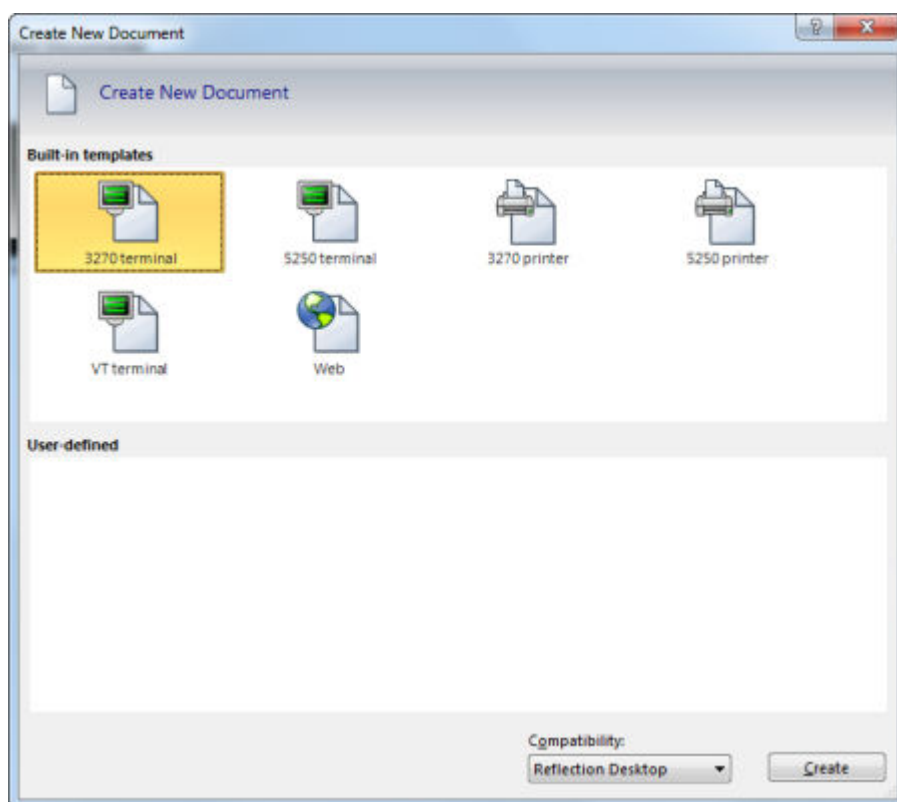 Create New Document
Create New Document
Built-in templates
3270 terminal
5250 terminal
3270 printer
5250 printer
VT terminal
Web
User-defined
Compatibility:
Reflection Desktop
Create